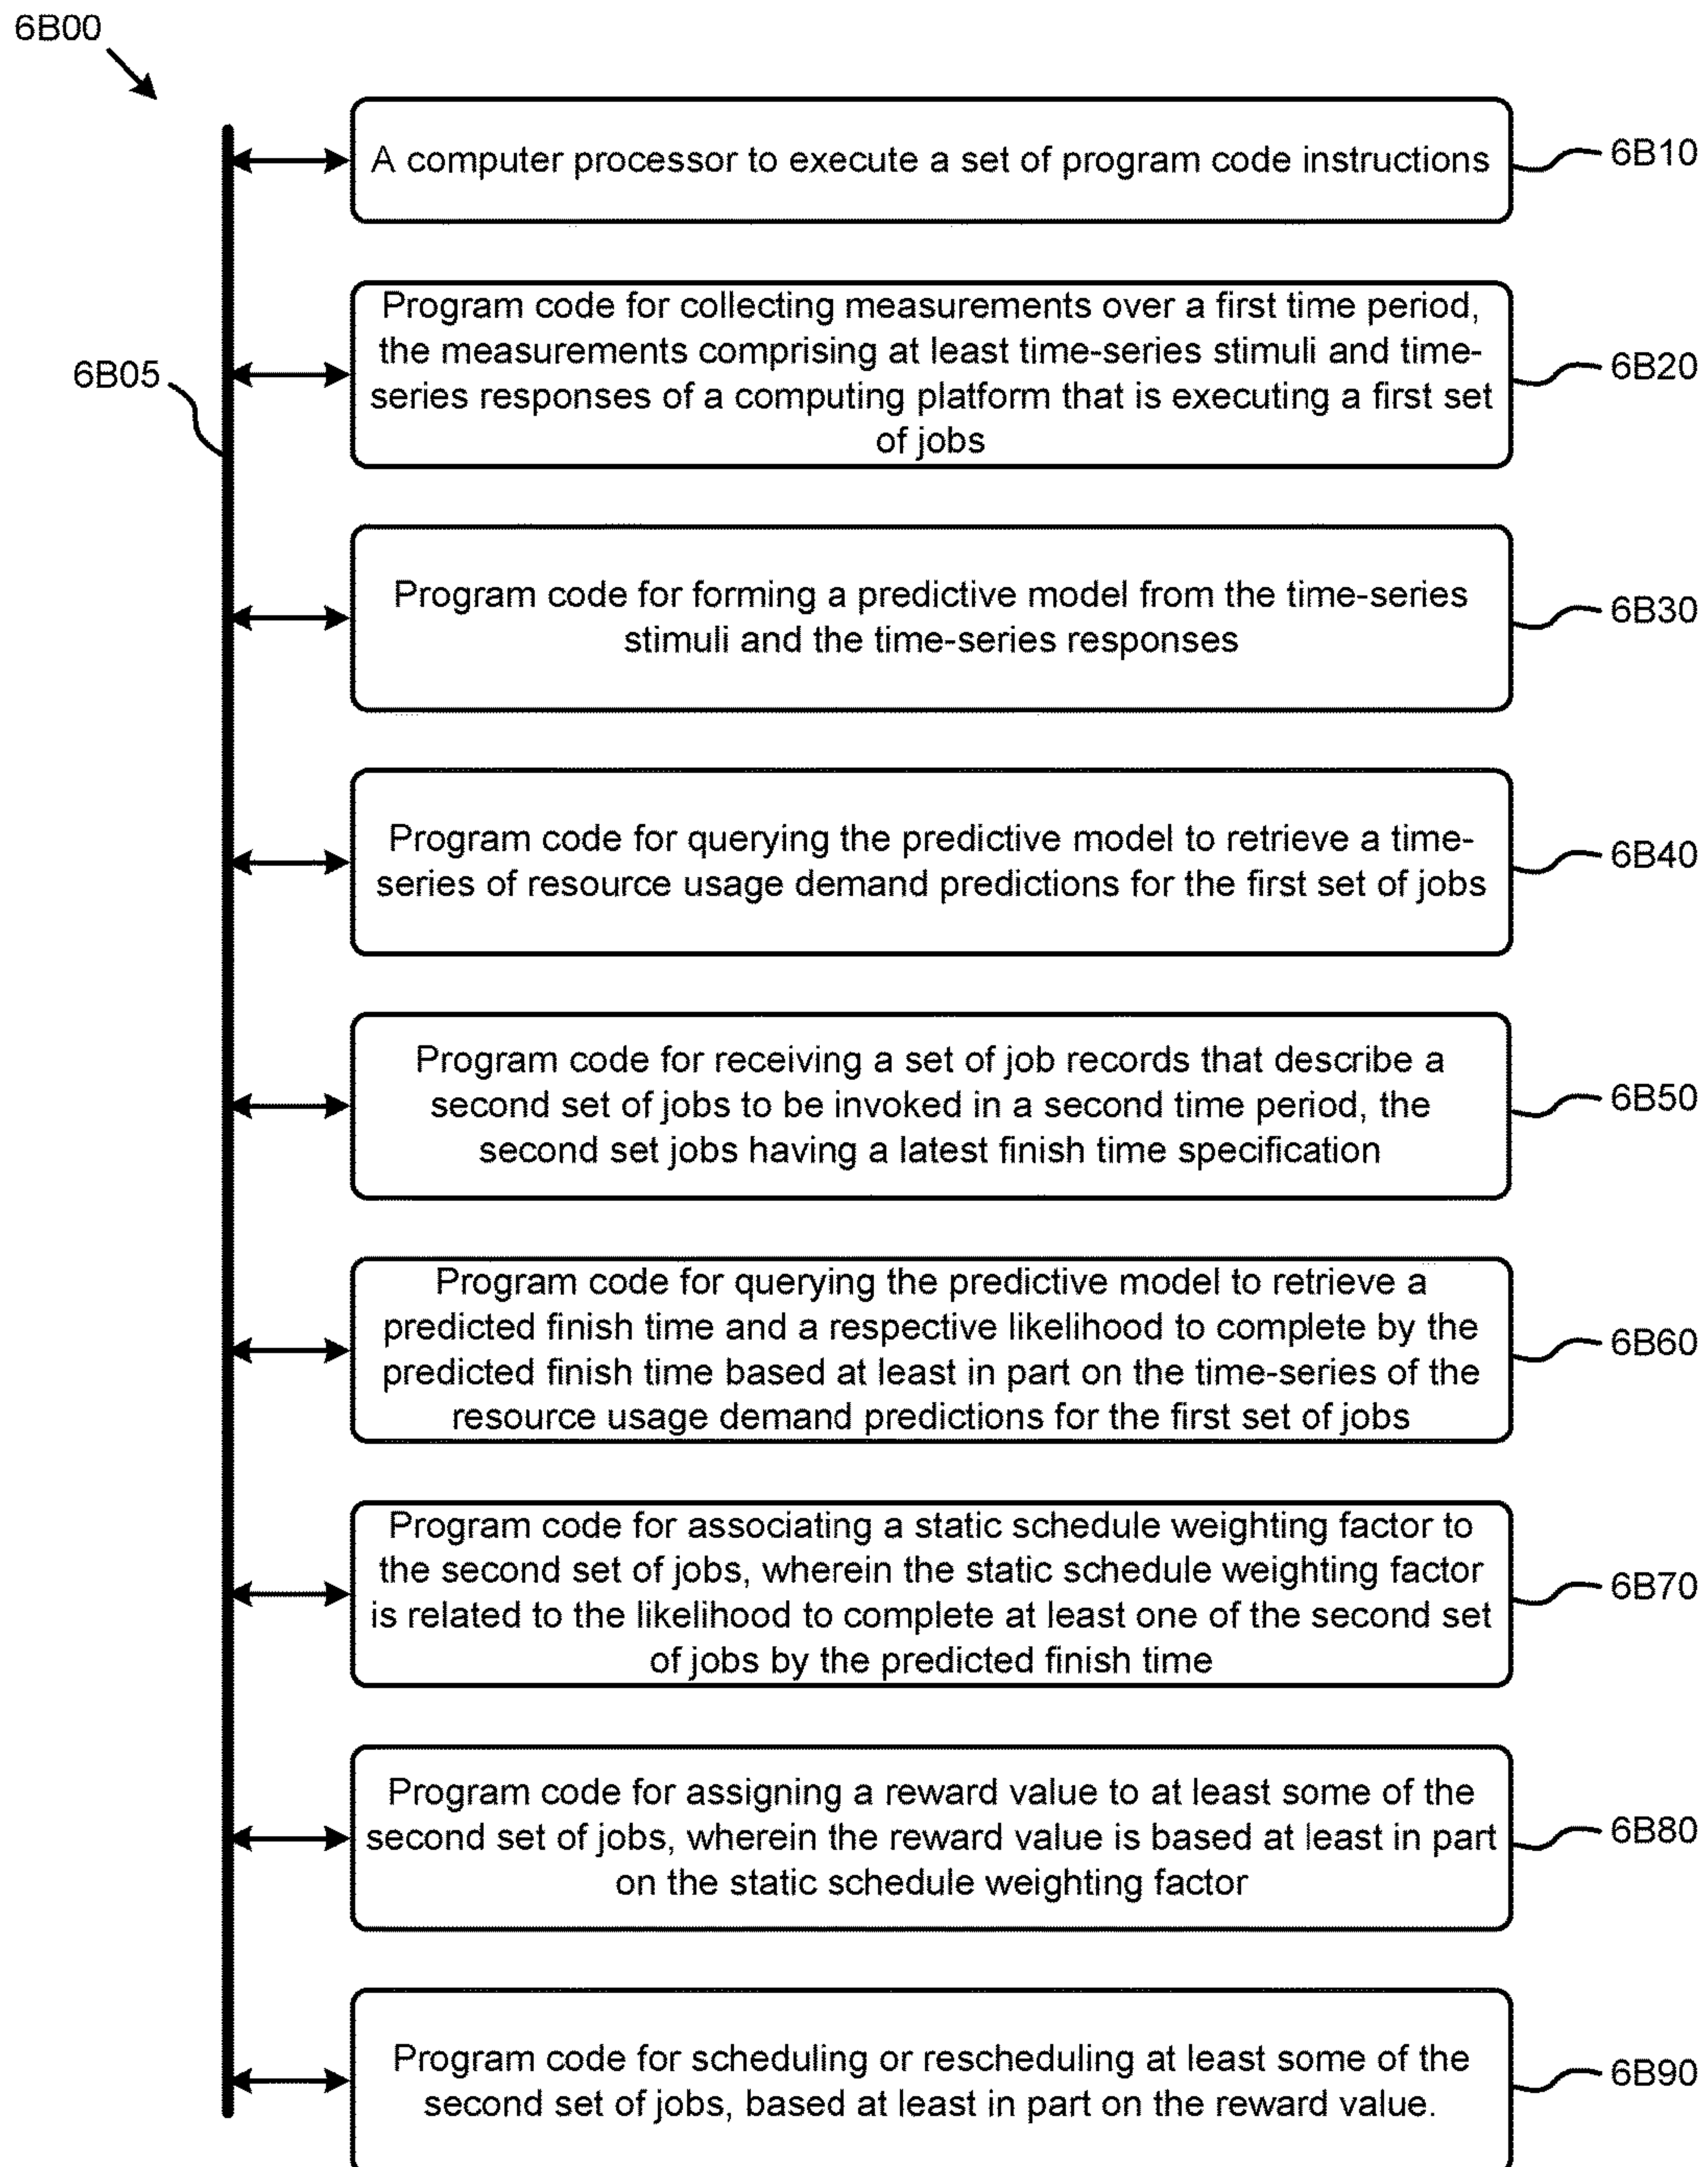 6B00
A computer processor to execute a set of program code instructions
6B10
Program code for collecting measurements over a first time period,
the measurements comprising at least time-series stimuli and time-
series responses of a computing platform that is executing a first set
of jobs
6B20
6B05
Program code for forming a predictive model from the time-series
stimuli and the time-series responses
6B30
Program code for querying the predictive model to retrieve a time-
series of resource usage demand predictions for the first set of jobs
6B40
Program code for receiving a set of job records that describe a
second set of jobs to be invoked in a second time period, the
second set jobs having a latest finish time specification
6B50
Program code for querying the predictive model to retrieve a
predicted finish time and a respective likelihood to complete by the
predicted finish time based at least in part on the time-series of the
resource usage demand predictions for the first set of jobs
6B60
Program code for associating a static schedule weighting factor to
the second set of jobs, wherein the static schedule weighting factor
is related to the likelihood to complete at least one of the second set
of jobs by the predicted finish time
6B70
Program code for assigning a reward value to at least some of the
second set of jobs, wherein the reward value is based at least in part
on the static schedule weighting factor
6B80
Program code for scheduling or rescheduling at least some of the
second set of jobs, based at least in part on the reward value.
6B90